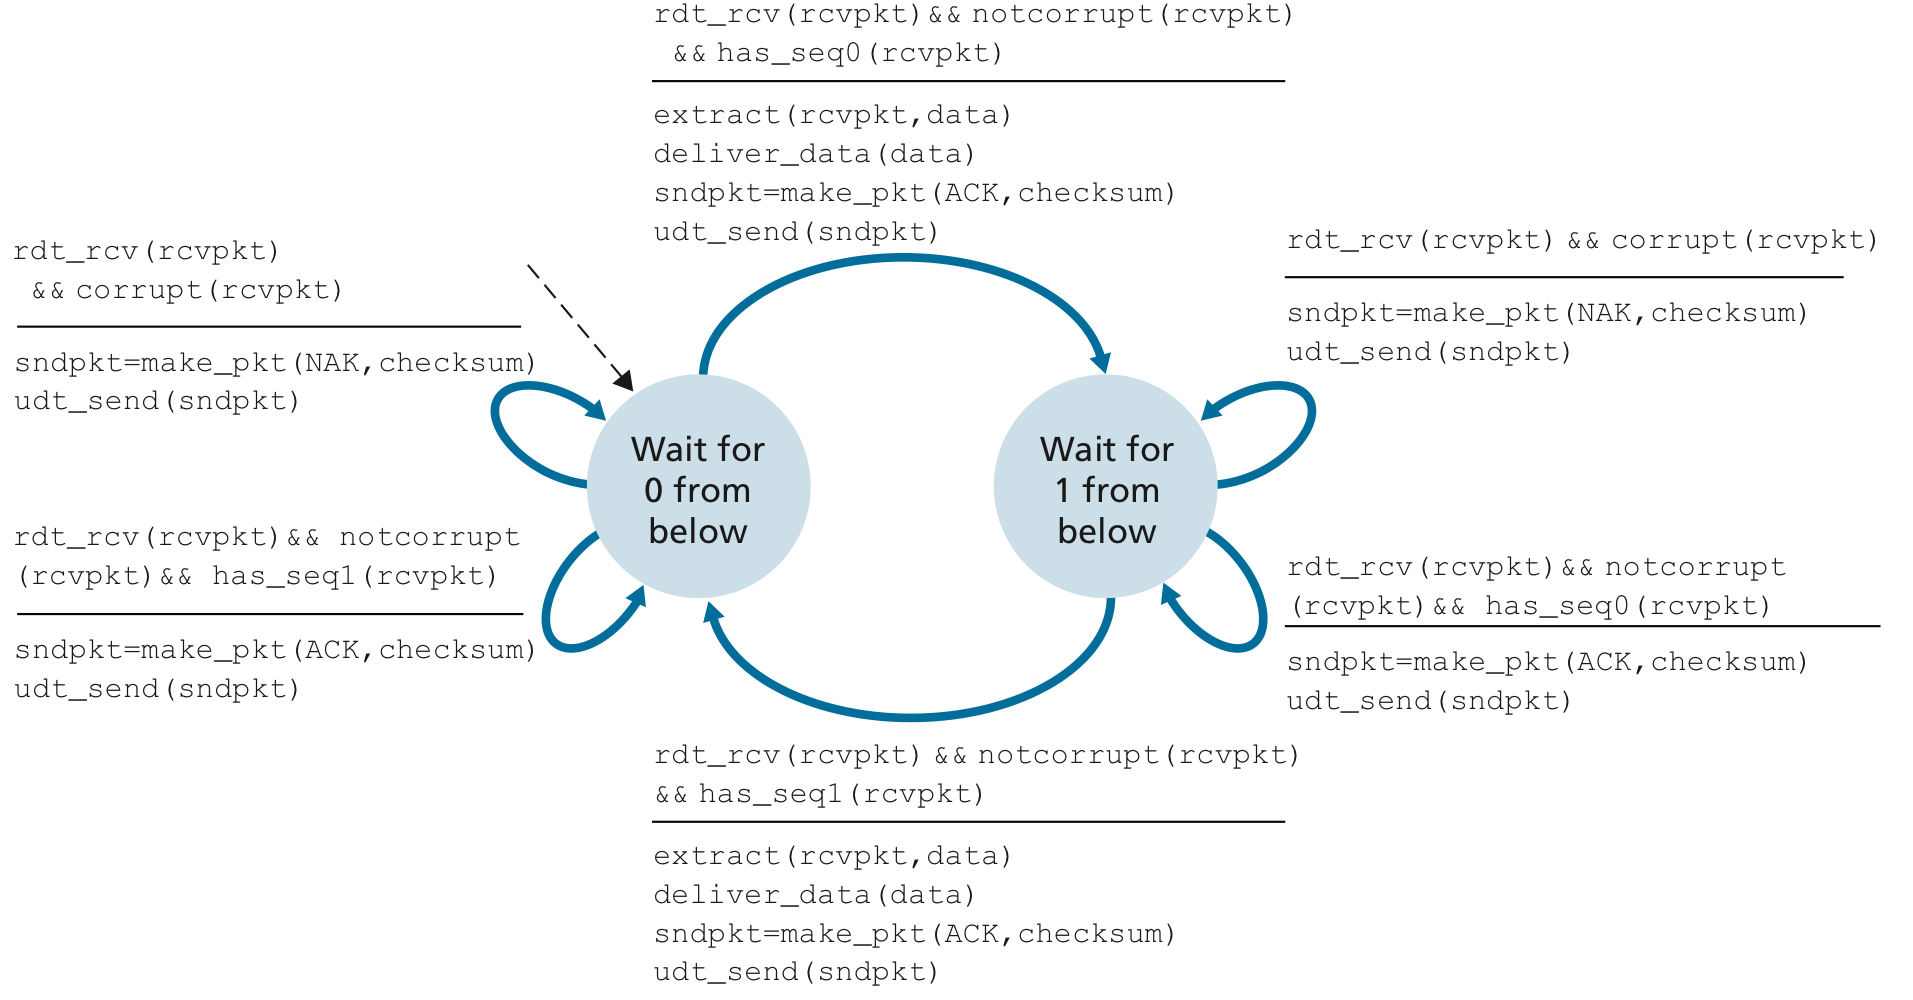 rdt_rcv(rcvpkt)&& notcorrupt(rcvpkt)
&& has_seq0(rcvpkt)
extract(rcvpkt,data)
deliver_data(data)
sndpkt=make_pkt(ACK,checksum)
udt_send(sndpkt)
rdt_rcv(rcvpkt)
&& corrupt(rcvpkt)
sndpkt=make_pkt(NAK,checksum)
udt_send(sndpkt)
rdt_rcv(rcvpkt) && corrupt(rcvpkt)
sndpkt=make_pkt(NAK,checksum)
udt_send(sndpkt)
Wait for
0 from
below
Wait for
1 from
below
rdt_rcv(rcvpkt)&& notcorrupt
(rcvpkt)&& has_seq1(rcvpkt)
sndpkt=make_pkt(ACK,checksum)
udt_send(sndpkt)
rdt_rcv(rcvpkt)&& notcorrupt
(rcvpkt)&& has_seq0(rcvpkt)
sndpkt=make_pkt(ACK,checksum)
udt_send(sndpkt)
rdt_rcv(rcvpkt) && notcorrupt(rcvpkt)
&& has_seq1(rcvpkt)
extract(rcvpkt,data)
deliver_data(data)
sndpkt=make_pkt(ACK,checksum)
udt_send(sndpkt)